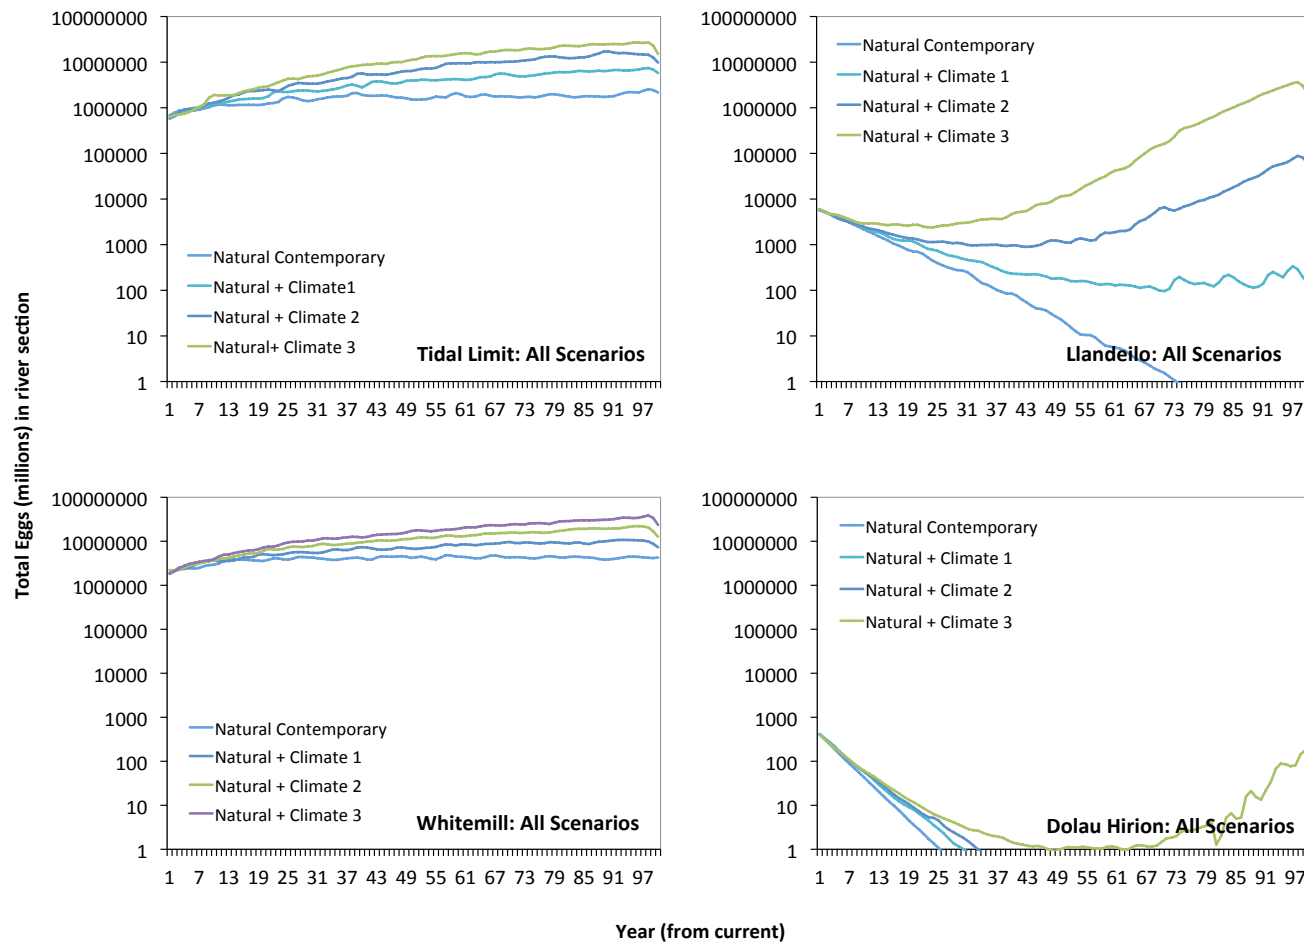 Total Eggs (millions) in river section
100000000
10000000
1000000
100000
10000
1000
100
10
1
Natural Contemporary
Natural + Climate1
Natural + Climate 2
Natural+ Climate 3
Tidal Limit: All Scenarios
1 7 13 19 25 31 37 43 49 55 61 67 73 79 85 91 97
100000000
10000000
1000000
100000
10000
1000
100
10
1
Natural Contemporary
Natural + Climate 1
Natural + Climate 2
Natural + Climate 3
Llandeilo: All Scenarios
1 7 13 19 25 31 37 43 49 55 61 67 73 79 85 91 97
100000000
10000000
1000000
100000
10000
1000
100
10
1
Natural Contemporary
Natural + Climate 1
Natural + Climate 2
Natural + Climate 3
Whitemill: All Scenarios
1 7 13 19 25 31 37 43 49 55 61 67 73 79 85 91 97
100000000
10000000
1000000
100000
10000
1000
100
10
1
Natural Contemporary
Natural + Climate 1
Natural + Climate 2
Natural + Climate 3
Dolau Hirion: All Scenarios
1 7 13 19 25 31 37 43 49 55 61 67 73 79 85 91 97
Year (from current)